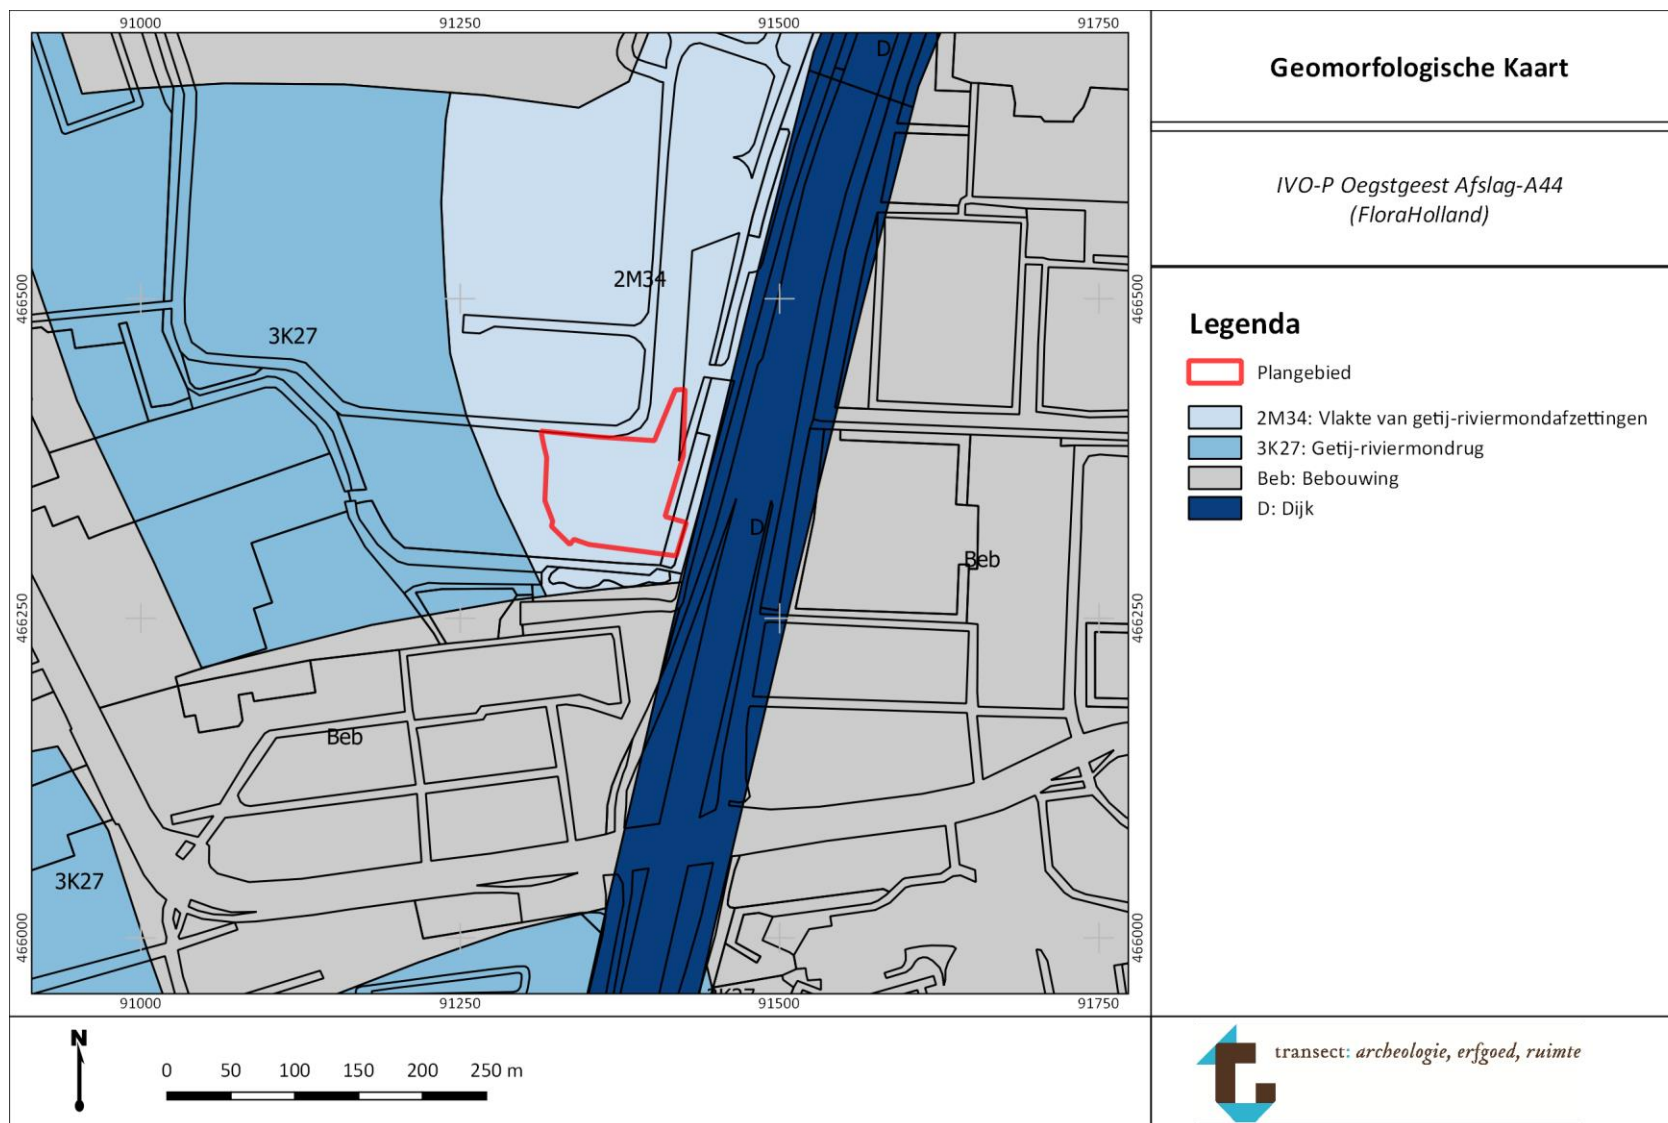 91000 91250 91500 91750
Geomorfologische Kaart
IVO-P Oegstgeest Afslag-A44
(FloraHolland)
D
466500
2M34
466500
3K27
Legenda
Plangebied
2M34: Vlakte van getij-riviermondafzettingen
3K27: Getij-riviermondrug
Beb: Bebouwing
D: Dijk
D
Beb
466250
466250
Beb
3K27
466000
466000
3K27
91000 91250 91500 91750
N
0 50 100 150 200 250 m
transect: archeologie, erfgoed, ruimte